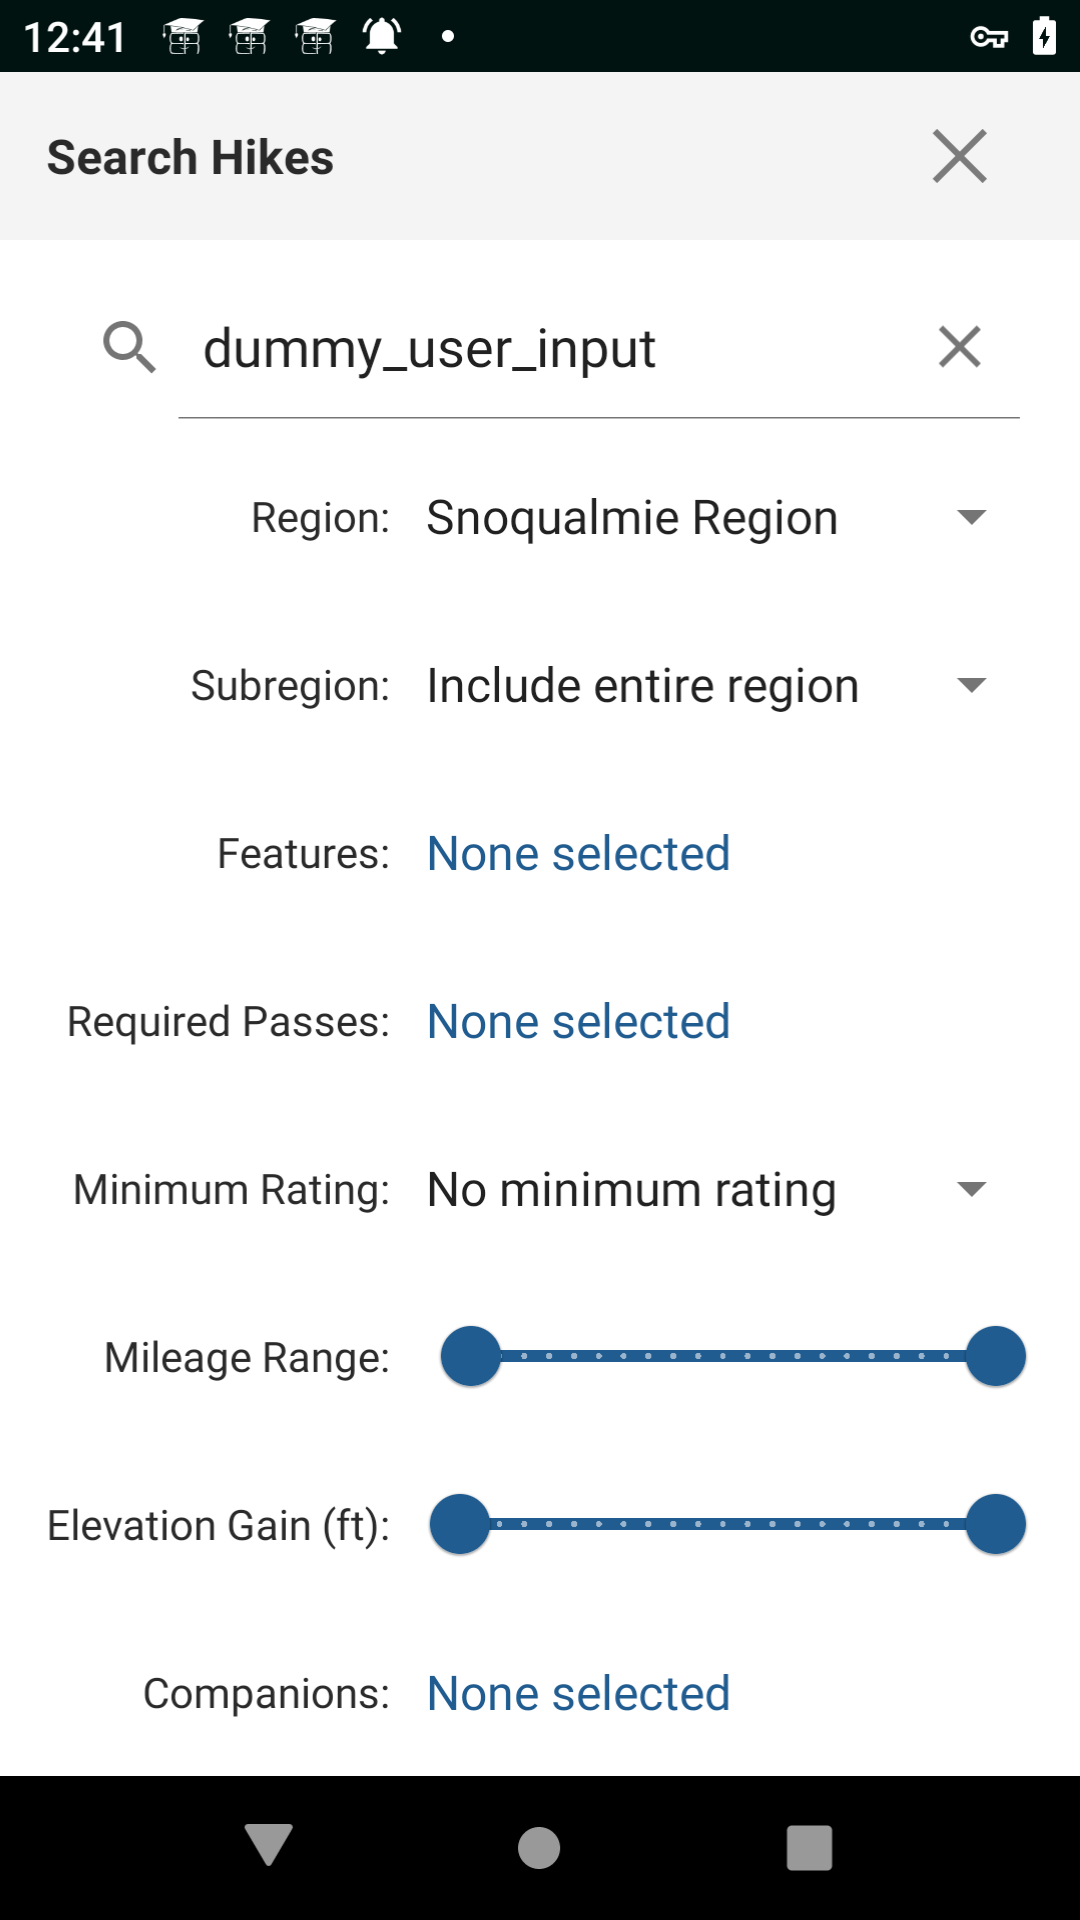 12:41
Search Hikes
dummy_user_input
Region: Snoqualmie Region
Subregion: Include entire region
Features: None selected
Required Passes: None selected
Minimum Rating: No minimum rating
Mileage Range:
Elevation Gain (ft):
Companions: None selected